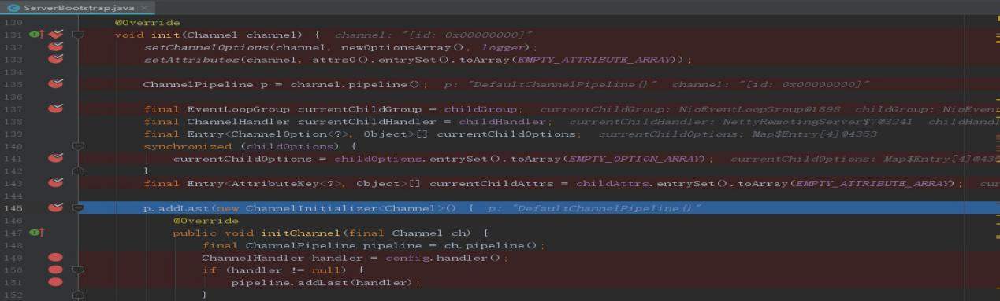 ServerBootstrap.java
130 @Override
131 void init(Channel channel) { channel: "[id: 0x00000000]"
132 setChannelOptions(channel, newOptionsArray(), logger);
133 setAttributes(channel, attrs0().entrySet().toArray(EMPTY_ATTRIBUTE_ARRAY));
134
135 ChannelPipeline p = channel.pipeline(); p: "DefaultChannelPipeline{}" channel: "[id: 0x00000000]"
136
137 final EventLoopGroup currentChildGroup = childGroup; currentChildGroup: NioEventLoopGroup@1898 childGroup: NioEvent
138 final ChannelHandler currentChildHandler = childHandler; currentChildHandler: NettyRemotingServer$7@3241 childHandl
139 final Entry<ChannelOption<?>, Object>[] currentChildOptions; currentChildOptions: Map$Entry[4]@4353
140 synchronized (childOptions) {
141 currentChildOptions = childOptions.entrySet().toArray(EMPTY_OPTION_ARRAY); currentChildOptions: Map$Entry[4]@435
142 }
143 final Entry<AttributeKey<?>, Object>[] currentChildAttrs = childAttrs.entrySet().toArray(EMPTY_ATTRIBUTE_ARRAY); cur
144
145 p.addLast(new ChannelInitializer<Channel>() { p: "DefaultChannelPipeline{}"
146 @Override
147 public void initChannel(final Channel ch) {
148 final ChannelPipeline pipeline = ch.pipeline();
149 ChannelHandler handler = config.handler();
150 if (handler != null) {
151 pipeline.addLast(handler);
152 }